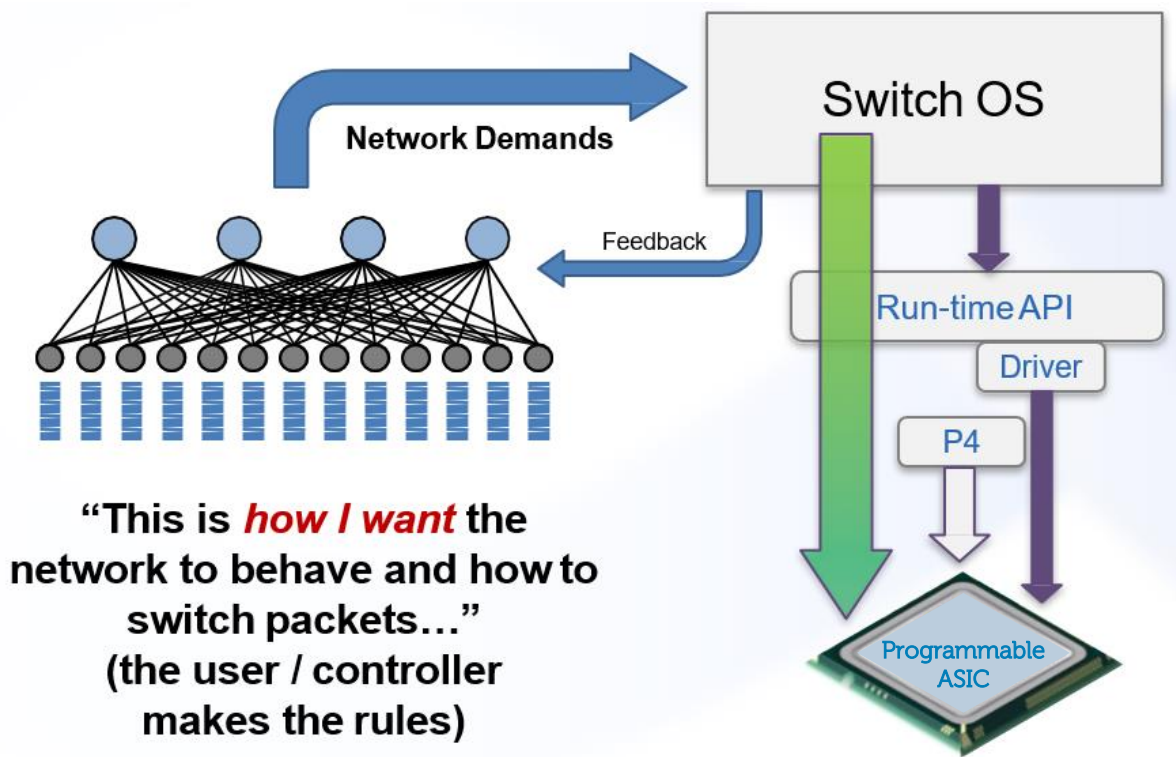 Switch OS
Network Demands
Feedback
Run-time API
Driver
P4
Programmable
ASIC
“This is how I want the
network to behave and how to
switch packets…”
(the user / controller
makes the rules)